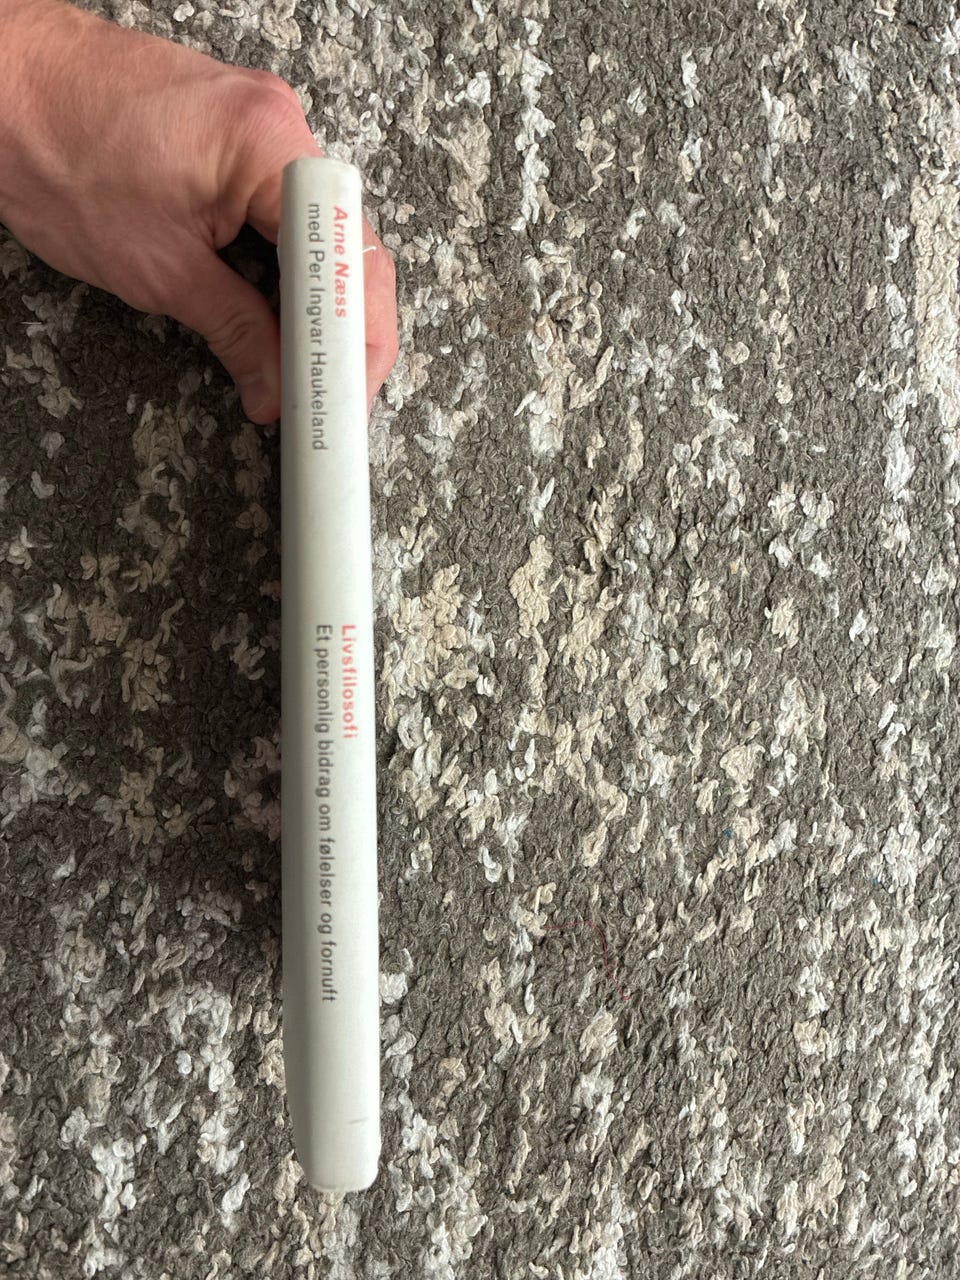 Arne Næss
med Per Ingvar Haukeland
Livsfilosofi
Et personlig bidrag om følelser og fornuft